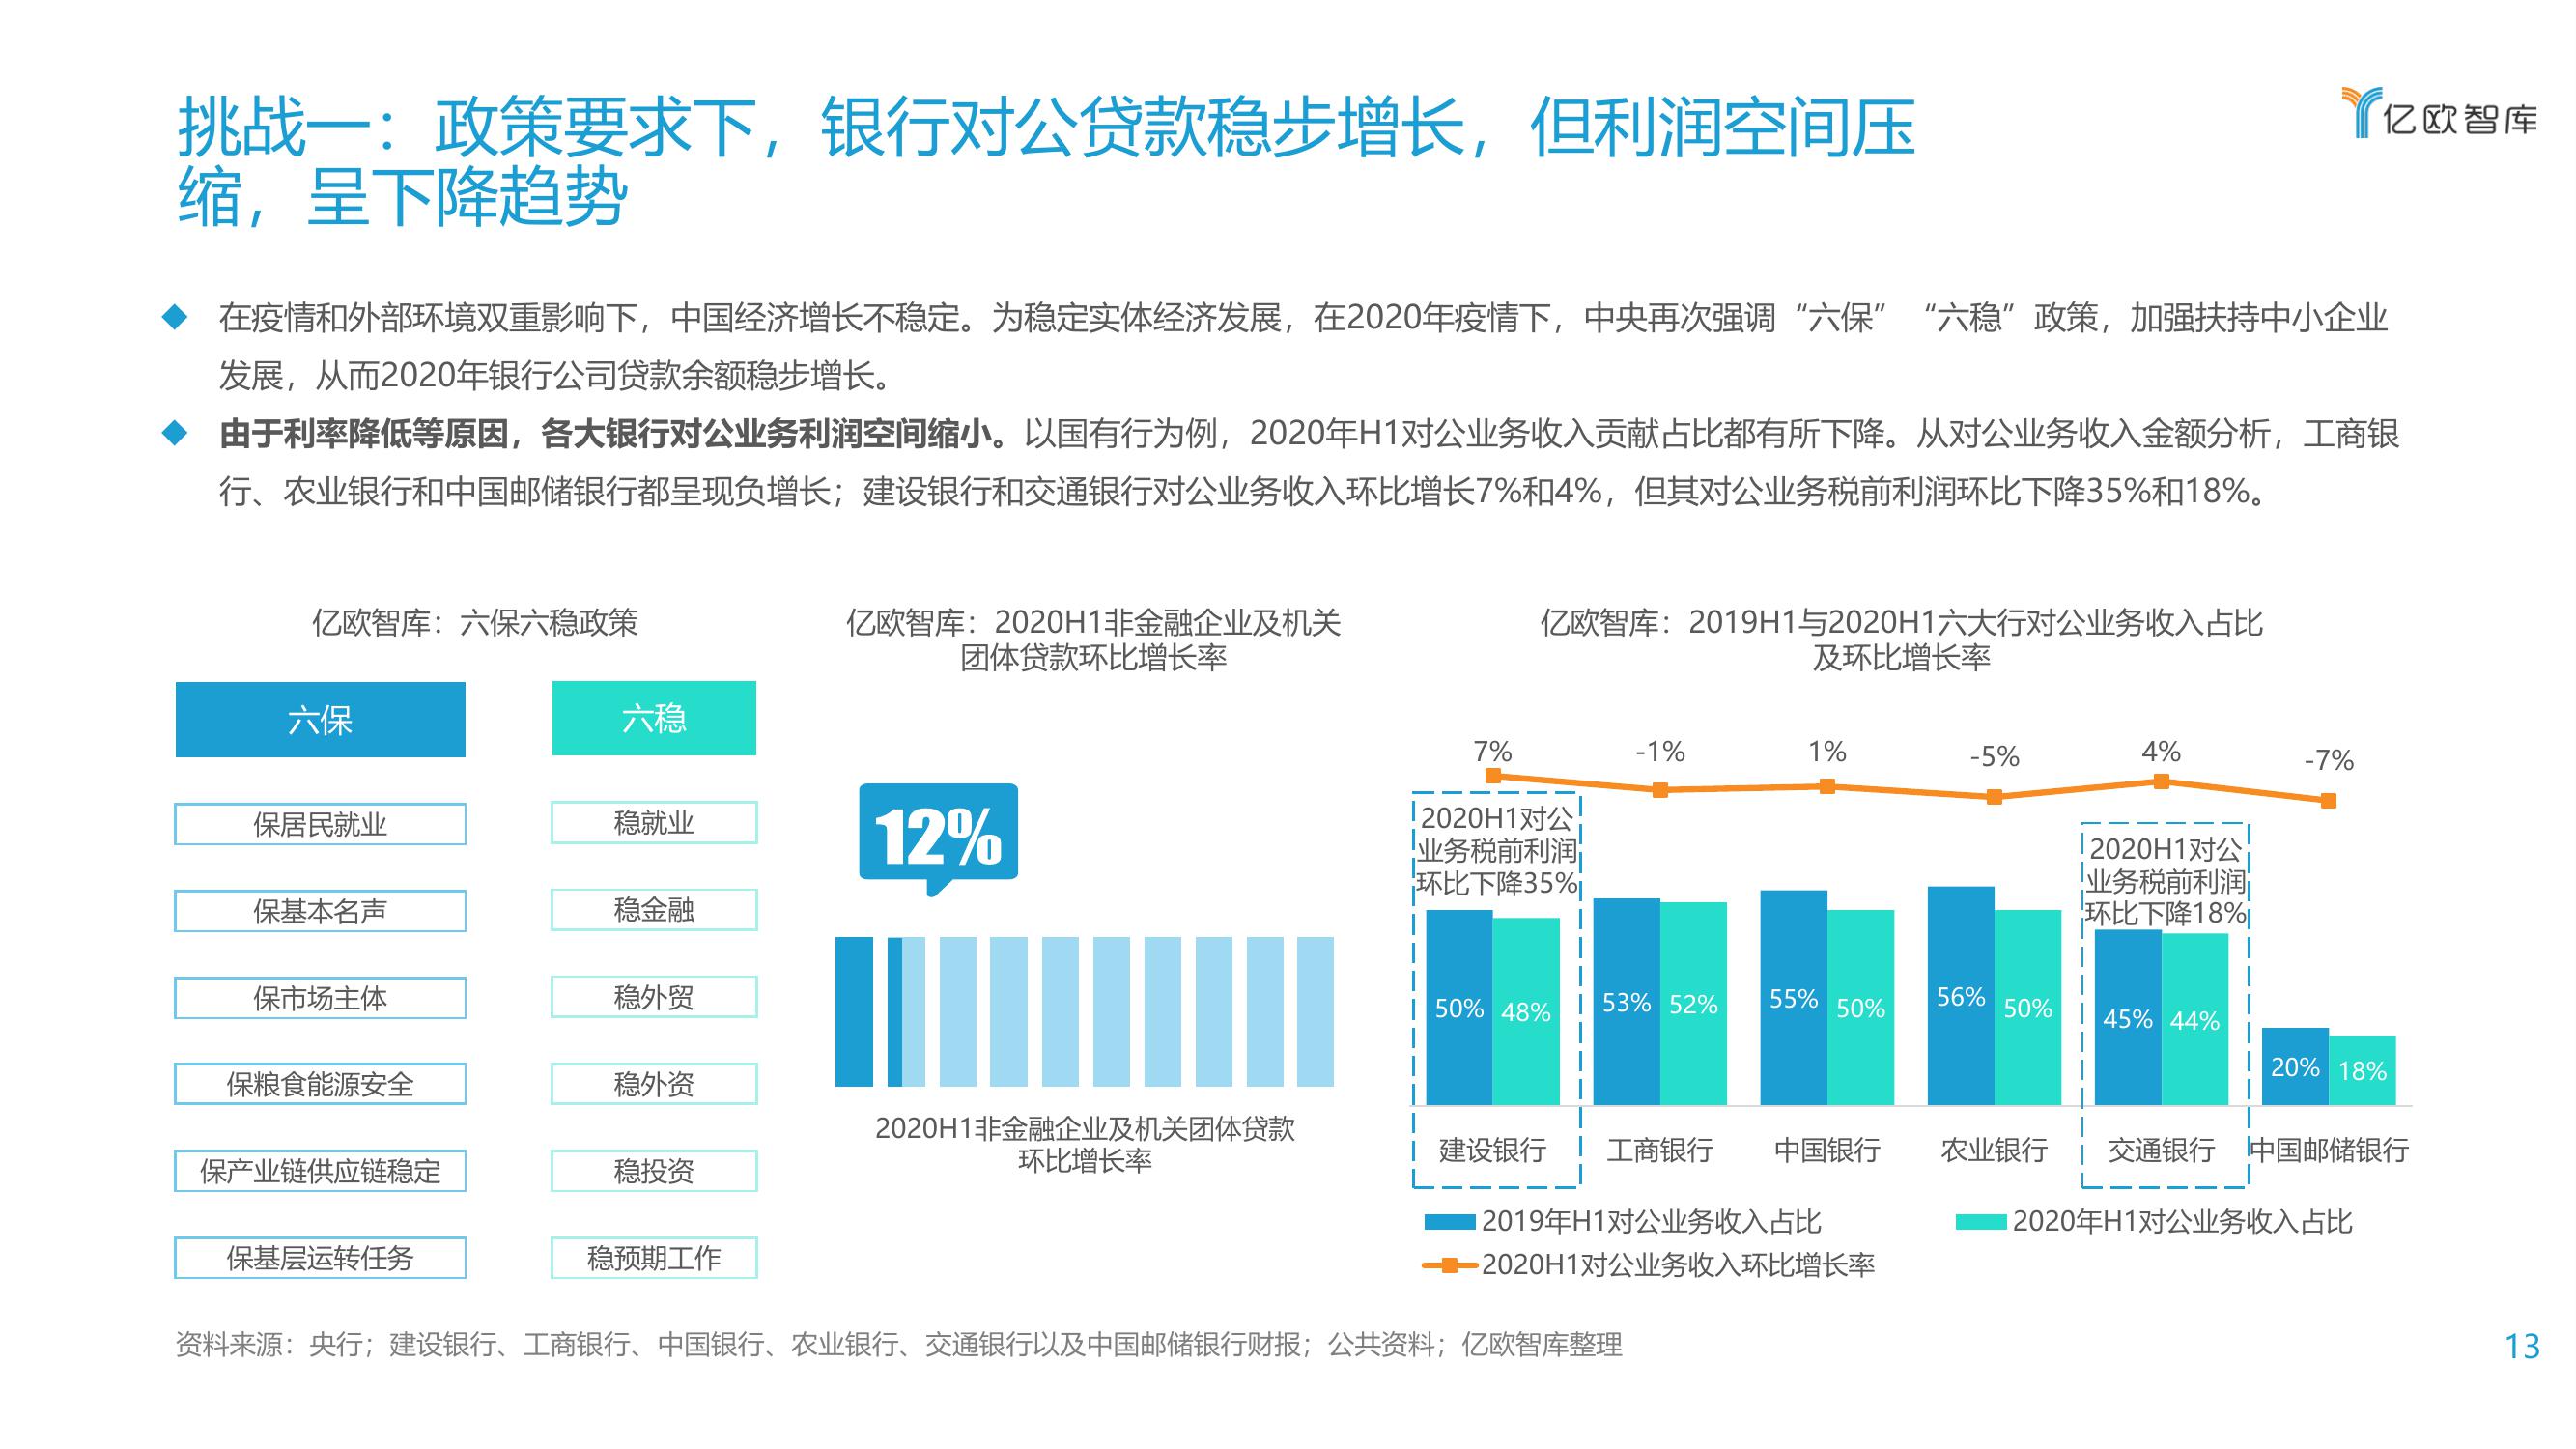 挑战一：政策要求下，银行对公贷款稳步增长，但利润空间压
缩，呈下降趋势
亿欧智库
在疫情和外部环境双重影响下，中国经济增长不稳定。为稳定实体经济发展，在2020年疫情下，中央再次强调“六保”“六稳”政策，加强扶持中小企业
发展，从而2020年银行公司贷款余额稳步增长。
由于利率降低等原因，各大银行对公业务利润空间缩小。以国有行为例，2020年H1对公业务收入贡献占比都有所下降。从对公业务收入金额分析，工商银
行、农业银行和中国邮储银行都呈现负增长；建设银行和交通银行对公业务收入环比增长7%和4%，但其对公业务税前利润环比下降35%和18%。
亿欧智库：六保六稳政策
六保
六稳
保居民就业
稳就业
保基本名声
稳金融
保市场主体
稳外贸
保粮食能源安全
稳外资
保产业链供应链稳定
稳投资
保基层运转任务
稳预期工作
亿欧智库：2020H1非金融企业及机关
团体贷款环比增长率
12%
2020H1非金融企业及机关团体贷款
环比增长率
亿欧智库：2019H1与2020H1六大行对公业务收入占比
及环比增长率
7% -1% 1% -5% 4% -7%
2020H1对公
业务税前利润
环比下降35%
2020H1对公
业务税前利润
环比下降18%
50% 48% 53% 52% 55% 50% 56% 50% 45% 44% 20% 18%
建设银行 工商银行 中国银行 农业银行 交通银行 中国邮储银行
2019年H1对公业务收入占比 2020年H1对公业务收入占比
2020H1对公业务收入环比增长率
资料来源：央行；建设银行、工商银行、中国银行、农业银行、交通银行以及中国邮储银行财报；公共资料；亿欧智库整理
13